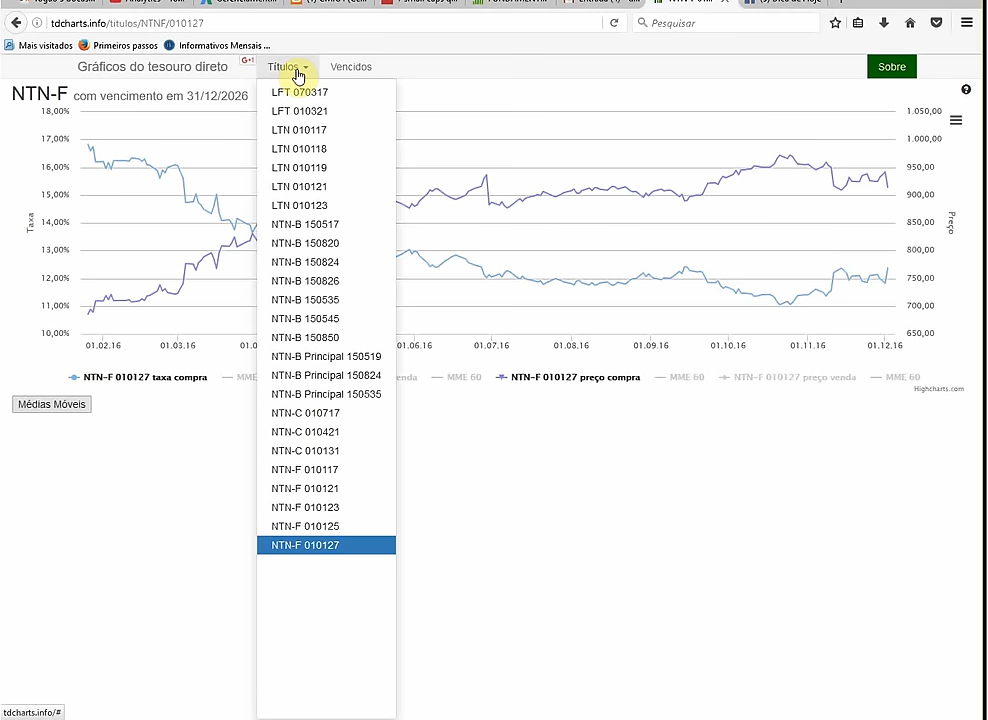 tdcharts.info/titulos/NTNF/010127
Pesquisar
Mais visitados Primeiros passos Informativos Mensais ...
Gráficos do tesouro direto G+1 Títulos Vencidos Sobre
NTN-F com vencimento em 31/12/2026
LFT 070317
LFT 010321
LTN 010117
LTN 010118
LTN 010119
LTN 010121
LTN 010123
NTN-B 150517
NTN-B 150820
NTN-B 150824
NTN-B 150826
NTN-B 150535
NTN-B 150545
NTN-B 150850
NTN-B Principal 150519
NTN-B Principal 150824
NTN-B Principal 150535
NTN-C 010717
NTN-C 010421
NTN-C 010131
NTN-F 010117
NTN-F 010121
NTN-F 010123
NTN-F 010125
NTN-F 010127
18,00%
17,00%
16,00%
15,00%
14,00%
13,00%
12,00%
11,00%
10,00%
Taxa
1.050,00
1.000,00
950,00
900,00
850,00
800,00
750,00
700,00
650,00
Preço
01.02.16 01.03.16 01.06.16 01.07.16 01.08.16 01.09.16 01.10.16 01.11.16 01.12.16
NTN-F 010127 taxa compra MME enda MME 60 NTN-F 010127 preço compra MME 60 NTN-F 010127 preço venda MME 60
Highcharts.com
Médias Móveis
tdcharts.info/#